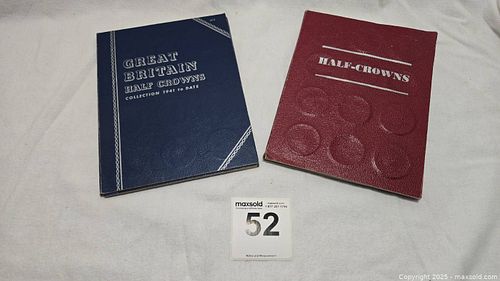 GREAT
BRITAIN
HALF CROWNS
COLLECTION 1941 TO DATE
HALF-CROWNS
maxsold
52
Copyright 2025 - maxsold.com